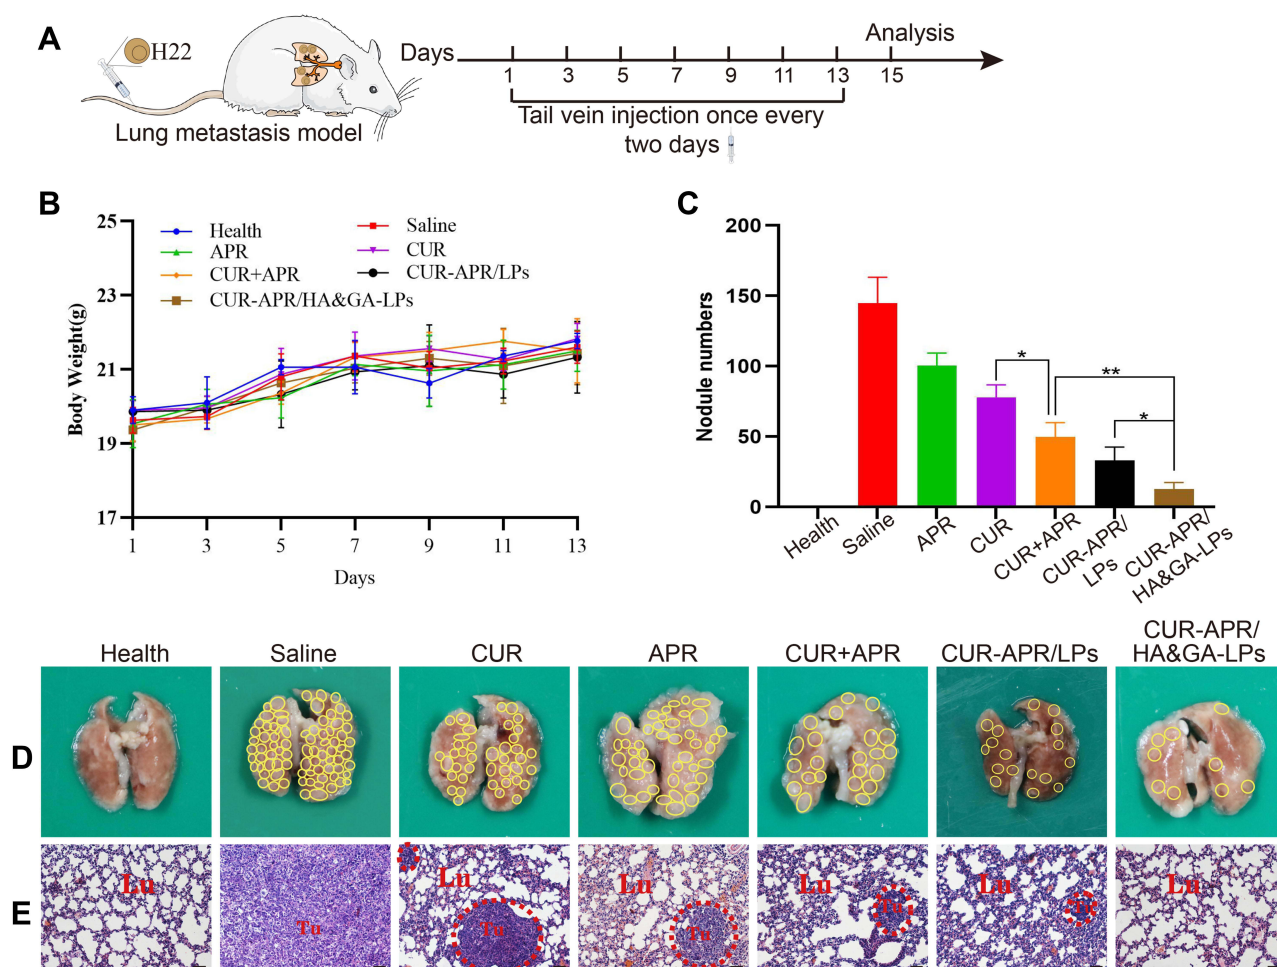 A
H22
Lung metastasis model
Days
Analysis
1 3 5 7 9 11 13 15
Tail vein injection once every
two days
B
Health
Saline
APR
CUR
CUR+APR
CUR-APR/LPs
CUR-APR/HA&GA-LPs
Body Weight(g)
25
23
21
19
17
1 3 5 7 9 11 13
Days
C
Nodule numbers
200
150
100
50
0
*
**
*
Health
Saline
APR
CUR
CUR+APR
CUR-APR/
LPs
CUR-APR/
HA&GA-LPs
D
Health
Saline
CUR
APR
CUR+APR
CUR-APR/LPs
CUR-APR/
HA&GA-LPs
E
Lu
Tu
Lu
Tu
Lu
Tu
Lu
Tu
Lu
Tu
Lu